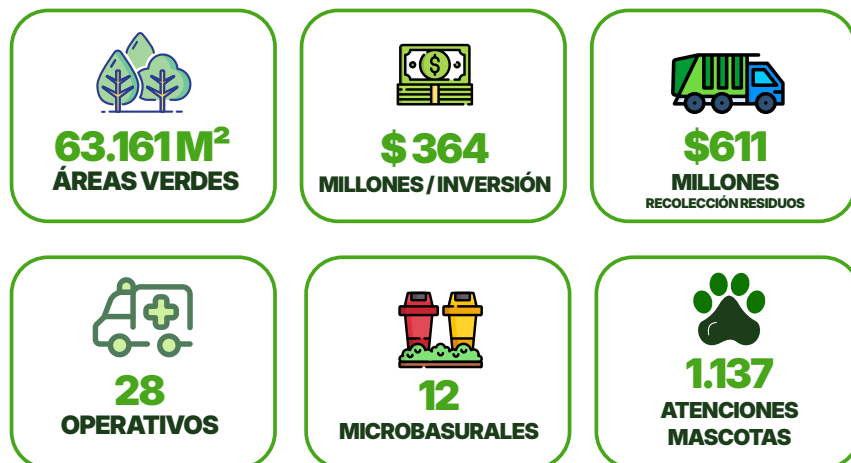 63.161 M²
ÁREAS VERDES
$ 364
MILLONES / INVERSIÓN
$611
MILLONES
RECOLECCIÓN RESIDUOS
28
OPERATIVOS
12
MICROBASURALES
1.137
ATENCIONES
MASCOTAS